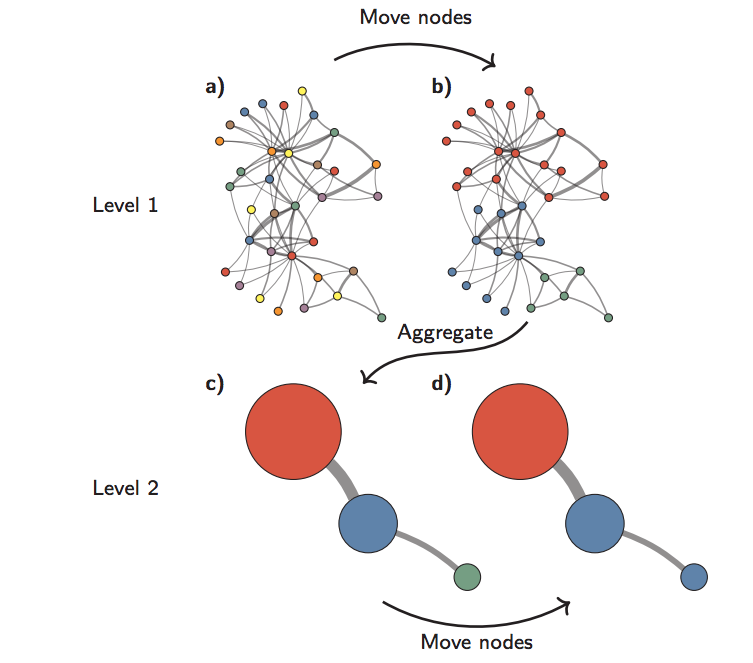 Move nodes
a)
b)
Level 1
Aggregate
c)
d)
Level 2
Move nodes